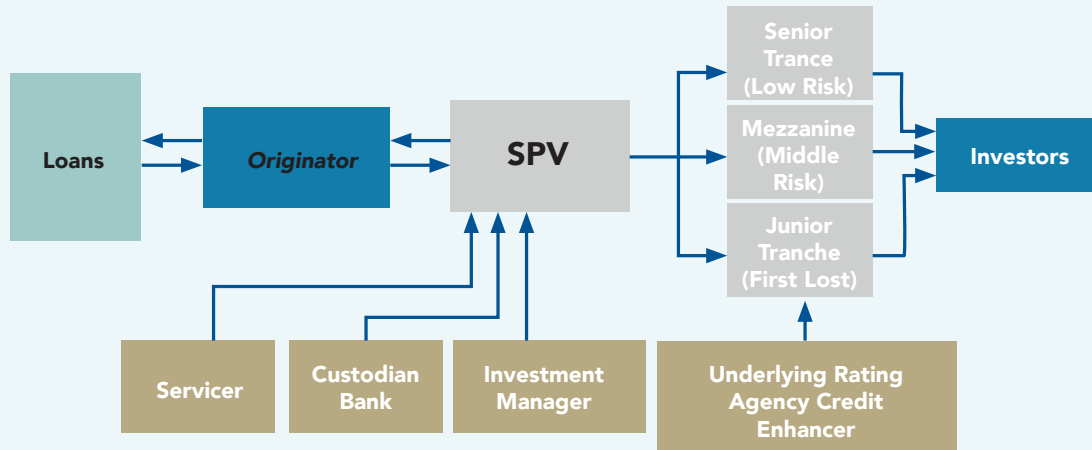 Loans
Originator
SPV
Senior
Trance
(Low Risk)
Mezzanine
(Middle
Risk)
Junior
Tranche
(First Lost)
Investors
Servicer
Custodian
Bank
Investment
Manager
Underlying Rating
Agency Credit
Enhancer